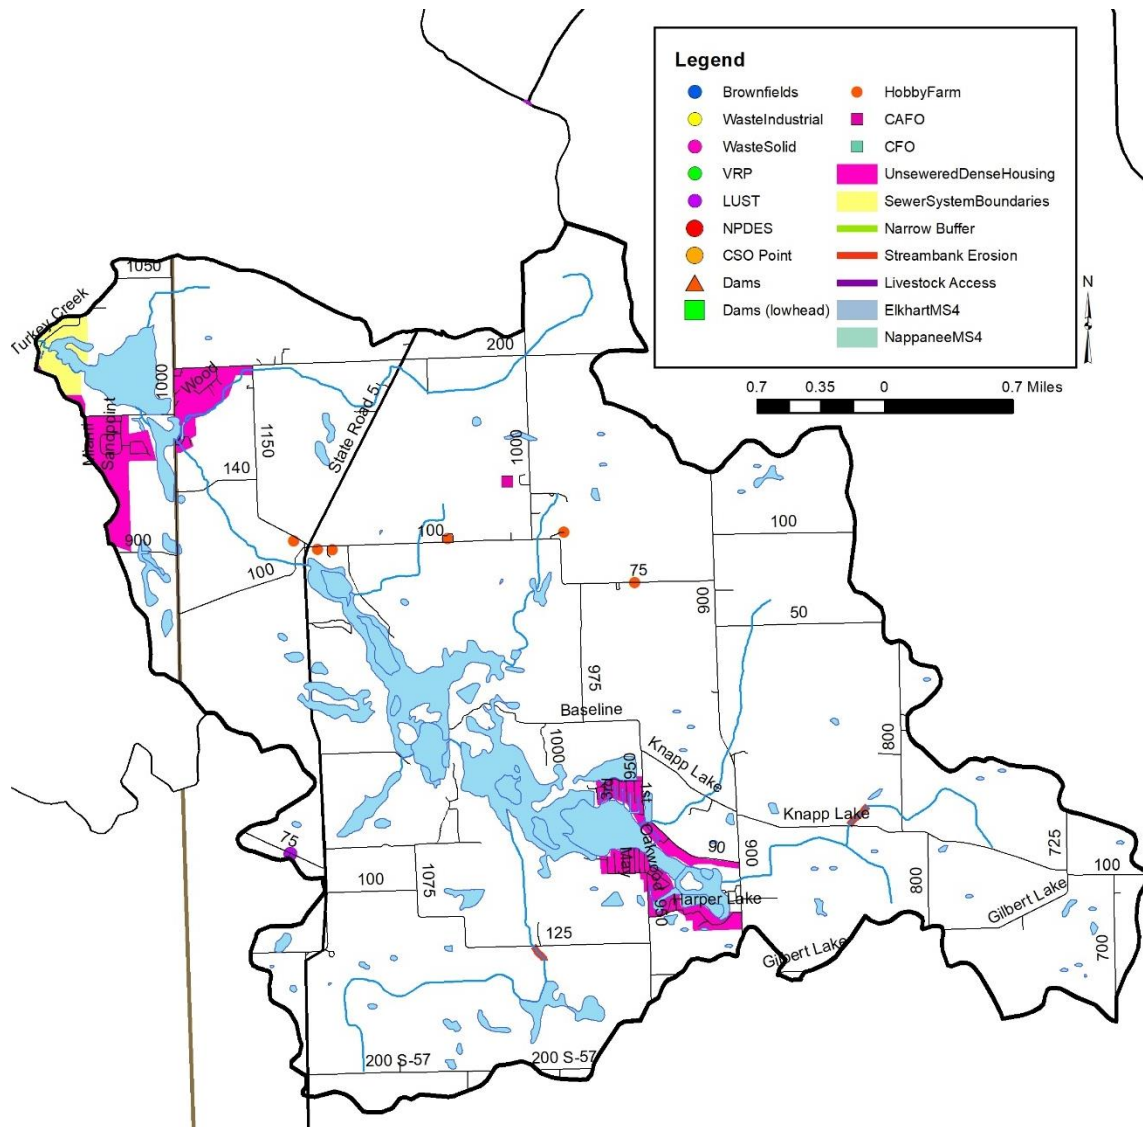 Legend
Brownfields
HobbyFarm
WasteIndustrial
CAFO
WasteSolid
CFO
VRP
UnseweredDenseHousing
LUST
SewerSystemBoundaries
NPDES
Narrow Buffer
CSO Point
Streambank Erosion
Dams
Livestock Access
Dams (lowhead)
ElkhartMS4
NappaneeMS4
N
0.7 0.35 0 0.7 Miles
1050
Turkey Creek
200
Wood
1000
State Road 5
Miami
Sandpoint
1150
1000
140
100
900
100
100
75
900
50
975
Baseline
1000
950
Knapp Lake
800
3rd
1st
Knapp Lake
75
Oakwood
90
900
725
May
100
1075
100
800
950
Harper Lake
Gilbert Lake
125
Gilbert Lake
700
200 S-57
200 S-57